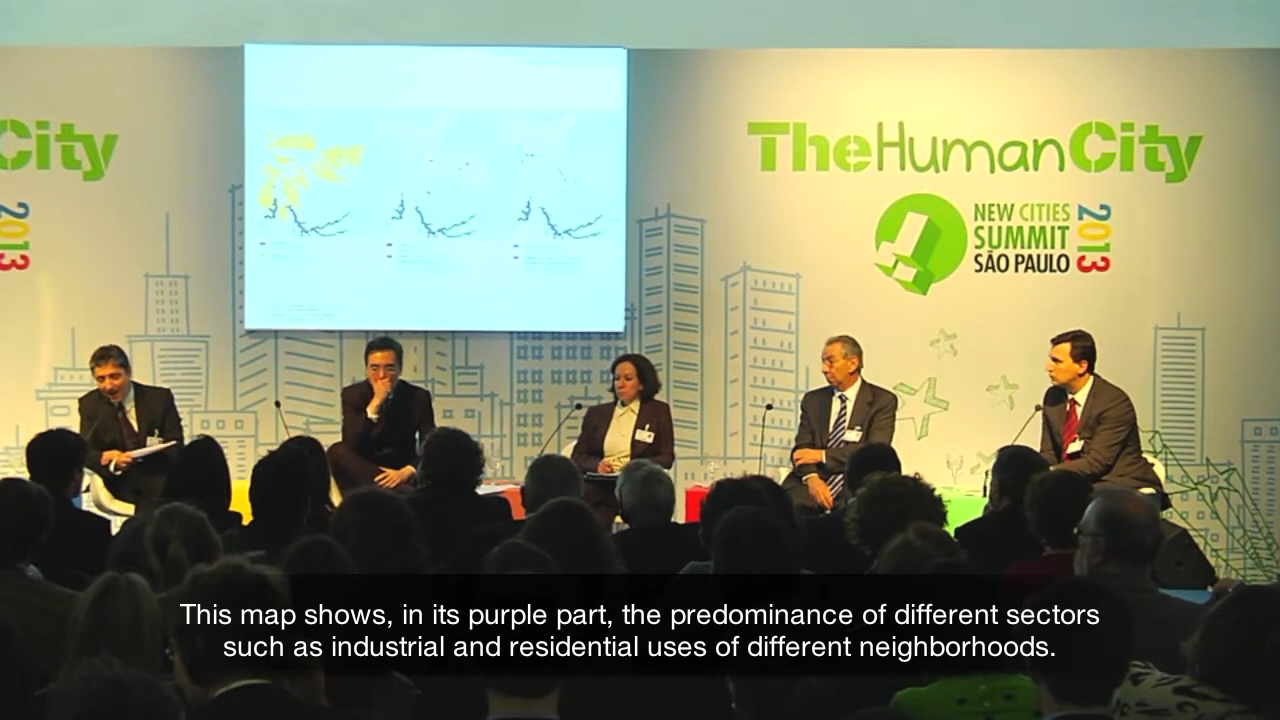 City
2013
TheHumanCity
NEW CITIES
SUMMIT
SÃO PAULO
2013
This map shows, in its purple part, the predominance of different sectors
such as industrial and residential uses of different neighborhoods.